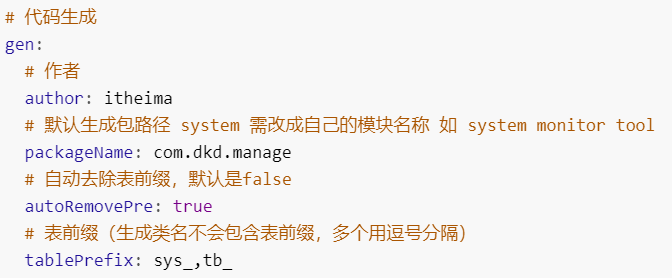 # 代码生成
gen:
  # 作者
  author: itheima
  # 默认生成包路径 system 需改成自己的模块名称 如 system monitor tool
  packageName: com.dkd.manage
  # 自动去除表前缀，默认是false
  autoRemovePre: true
  # 表前缀（生成类名不会包含表前缀，多个用逗号分隔）
  tablePrefix: sys_,tb_